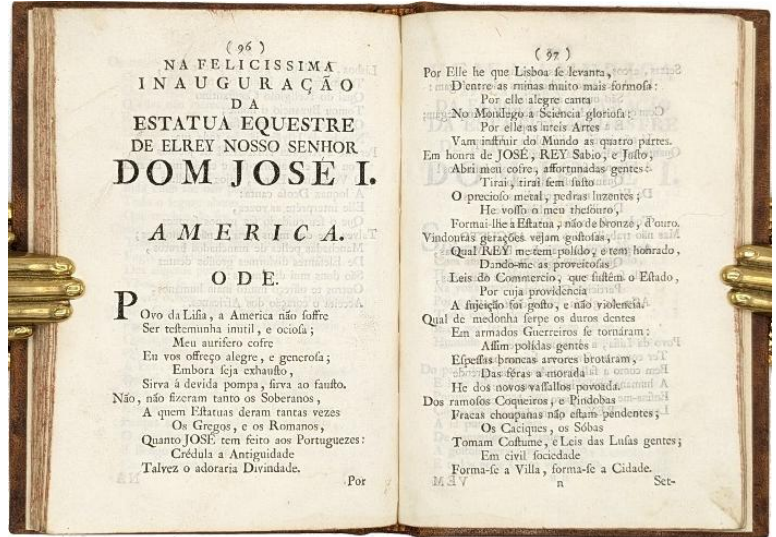 ( 96 )
NA FELICISSIMA
INAUGURAÇÃO
DA
ESTATUA EQUESTRE
DE ELREY NOSSO SENHOR
DOM JOSÉ I.
AMERICA.
ODE.
POvo da Lisia, a America não soffre
Ser testemunha inutil, e ociosa;
Meu aurifero cofre
Eu vos offreço alegre, e generosa;
Embora seja exhausto,
Sirva á devida pompa, sirva ao fausto.
Não, não fizeram tanto os Soberanos,
A quem Estatuas deram tantas vezes
Os Gregos, e os Romanos,
Quanto JOSÉ tem feito aos Portuguezes:
Crédula a Antiguidade
Talvez o adoraria Divindade.
Por
( 97 )
Por Elle he que Lisboa se levanta,
D'entre as ruinas muito mais formosa:
Por elle alegre canta
No Mondego a Sciencia gloriosa:
Por elle as uteis Artes
Vam instruir do Mundo as quatro partes.
Em honra de JOSÉ, REY Sabio, e Justo,
Abri meu cofre, affortunadas gentes:
Tirai, tirai sem susto
O precioso metal, pedras luzentes;
He vosso o meu thesouro,
Formai-lhe a Estatua, não de bronze, d'ouro.
Vindouras gerações vejam gostosas,
Qual REY me tem polido, e tem honrado,
Dando-me as proveitosas
Leis do Commercio, que sustém o Estado,
Por cuja providencia
A sujeição foi gosto, e não violencia.
Qual de medonha serpe os duros dentes
Em armados Guerreiros se tornáram:
Assim polidas gentes
Espessas broncas arvores brotáram,
Das féras a morada
He dos novos vassallos povoada.
Dos ramosos Coqueiros, e Pindobas
Fracas choupanas não estam pendentes;
Os Caciques, os Sóbas
Tomam Costume, e Leis das Lusas gentes;
Em civil sociedade
Forma-se a Villa, forma-se a Cidade.
n
Set-